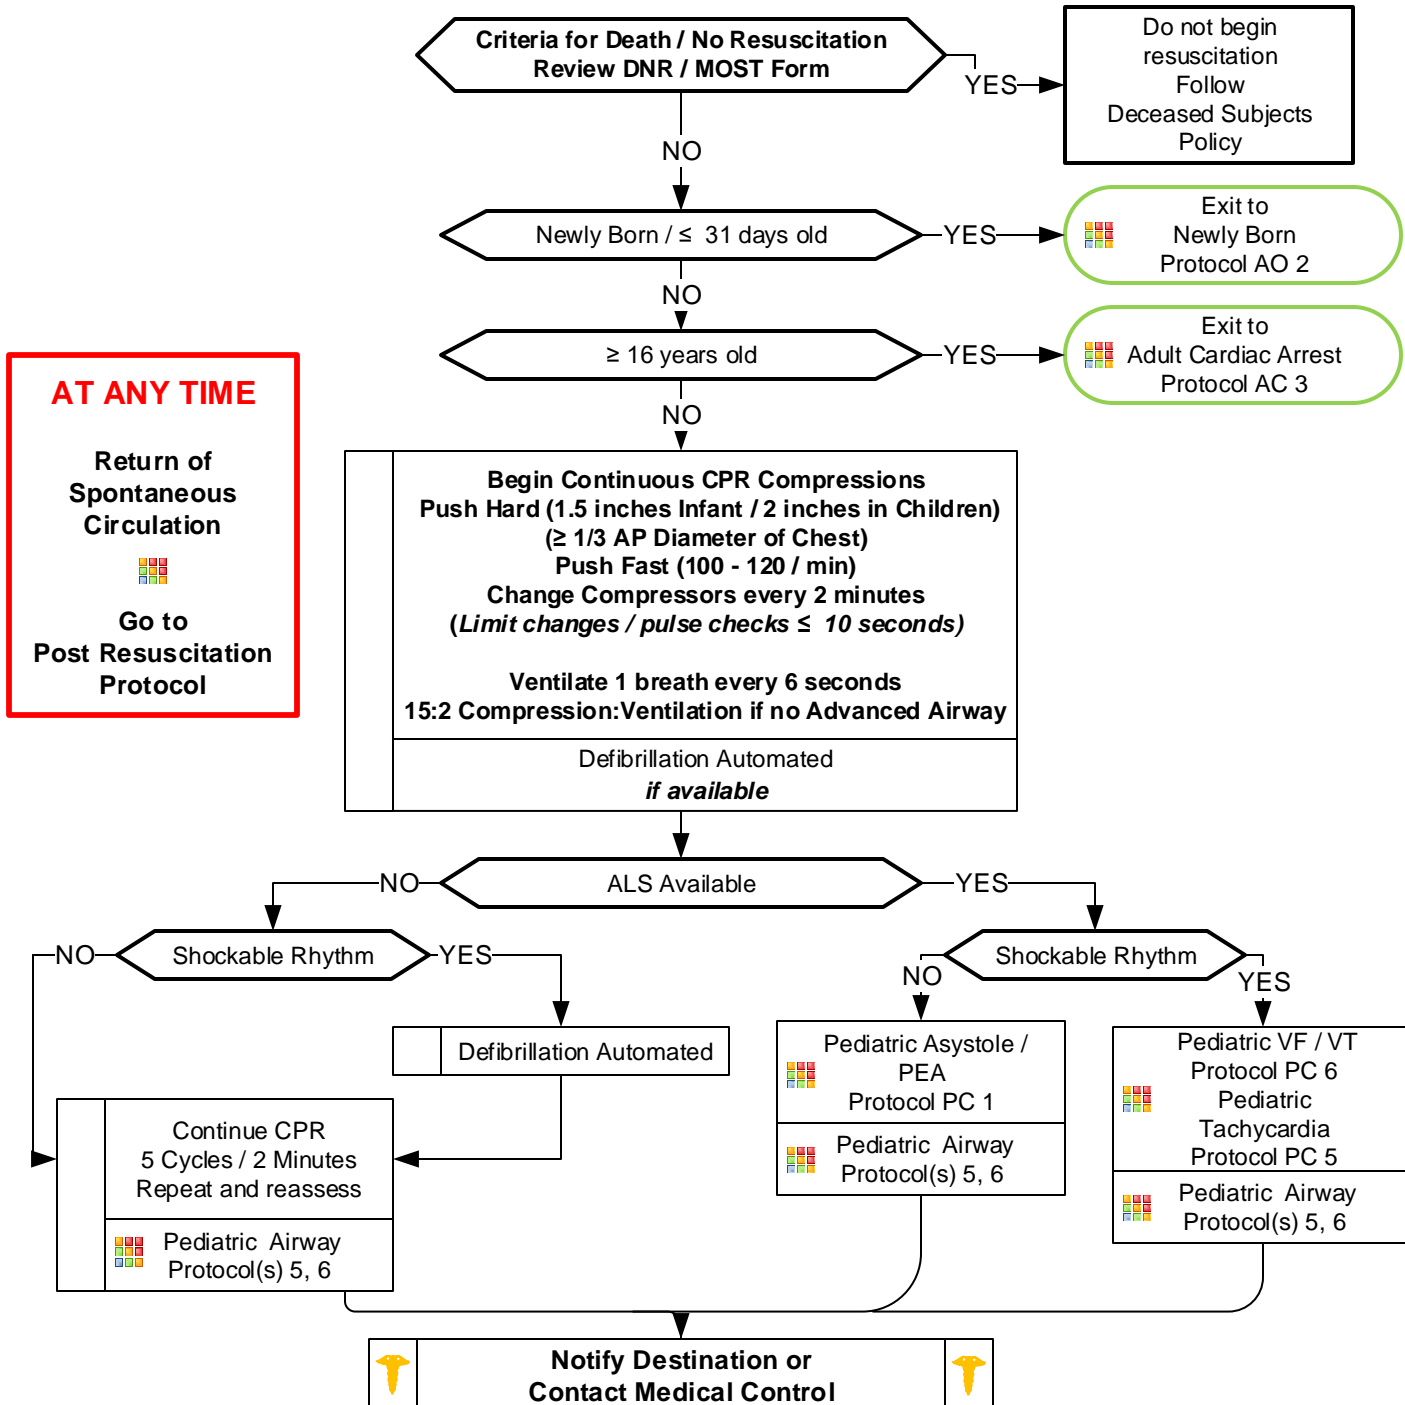 Criteria for Death / No Resuscitation
Review DNR / MOST Form
YES
Do not begin
resuscitation
Follow
Deceased Subjects
Policy
NO
Newly Born / ≤  31 days old
YES
Exit to
Newly Born
Protocol AO 2
NO
≥ 16 years old
YES
Exit to
Adult Cardiac Arrest
Protocol AC 3
NO
AT ANY TIME
Return of
Spontaneous
Circulation
Go to
Post Resuscitation
Protocol
Begin Continuous CPR Compressions
Push Hard (1.5 inches Infant / 2 inches in Children)
(≥ 1/3 AP Diameter of Chest)
Push Fast (100 - 120 / min)
Change Compressors every 2 minutes
(Limit changes / pulse checks ≤  10 seconds)
Ventilate 1 breath every 6 seconds
15:2 Compression:Ventilation if no Advanced Airway
Defibrillation Automated
if available
NO
ALS Available
YES
NO
Shockable Rhythm
YES
Shockable Rhythm
NO
YES
Defibrillation Automated
Continue CPR
5 Cycles / 2 Minutes
Repeat and reassess
Pediatric  Airway
Protocol(s) 5, 6
Pediatric Asystole /
PEA
Protocol PC 1
Pediatric  Airway
Protocol(s) 5, 6
Pediatric VF / VT
Protocol PC 6
Pediatric
Tachycardia
Protocol PC 5
Pediatric  Airway
Protocol(s) 5, 6
Notify Destination or
Contact Medical Control